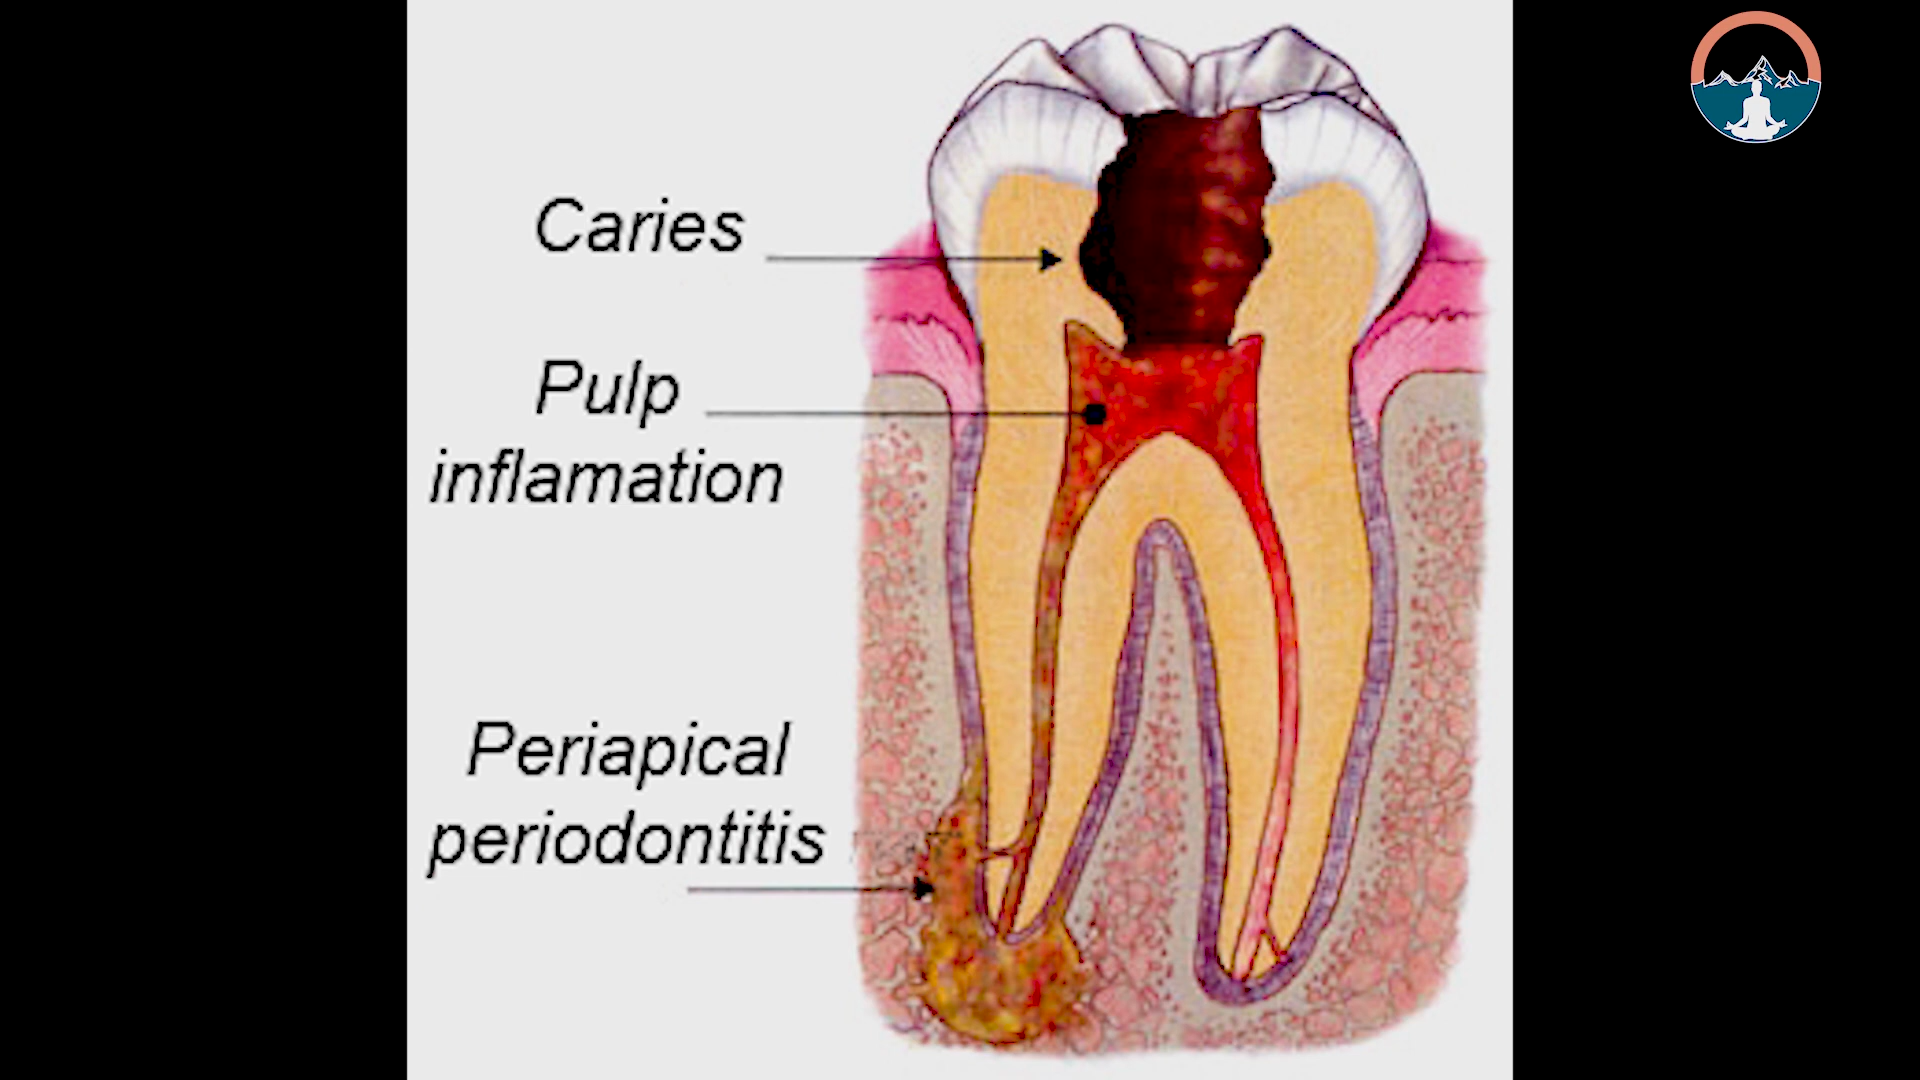 Caries
Pulp
inflamation
Periapical
periodontitis